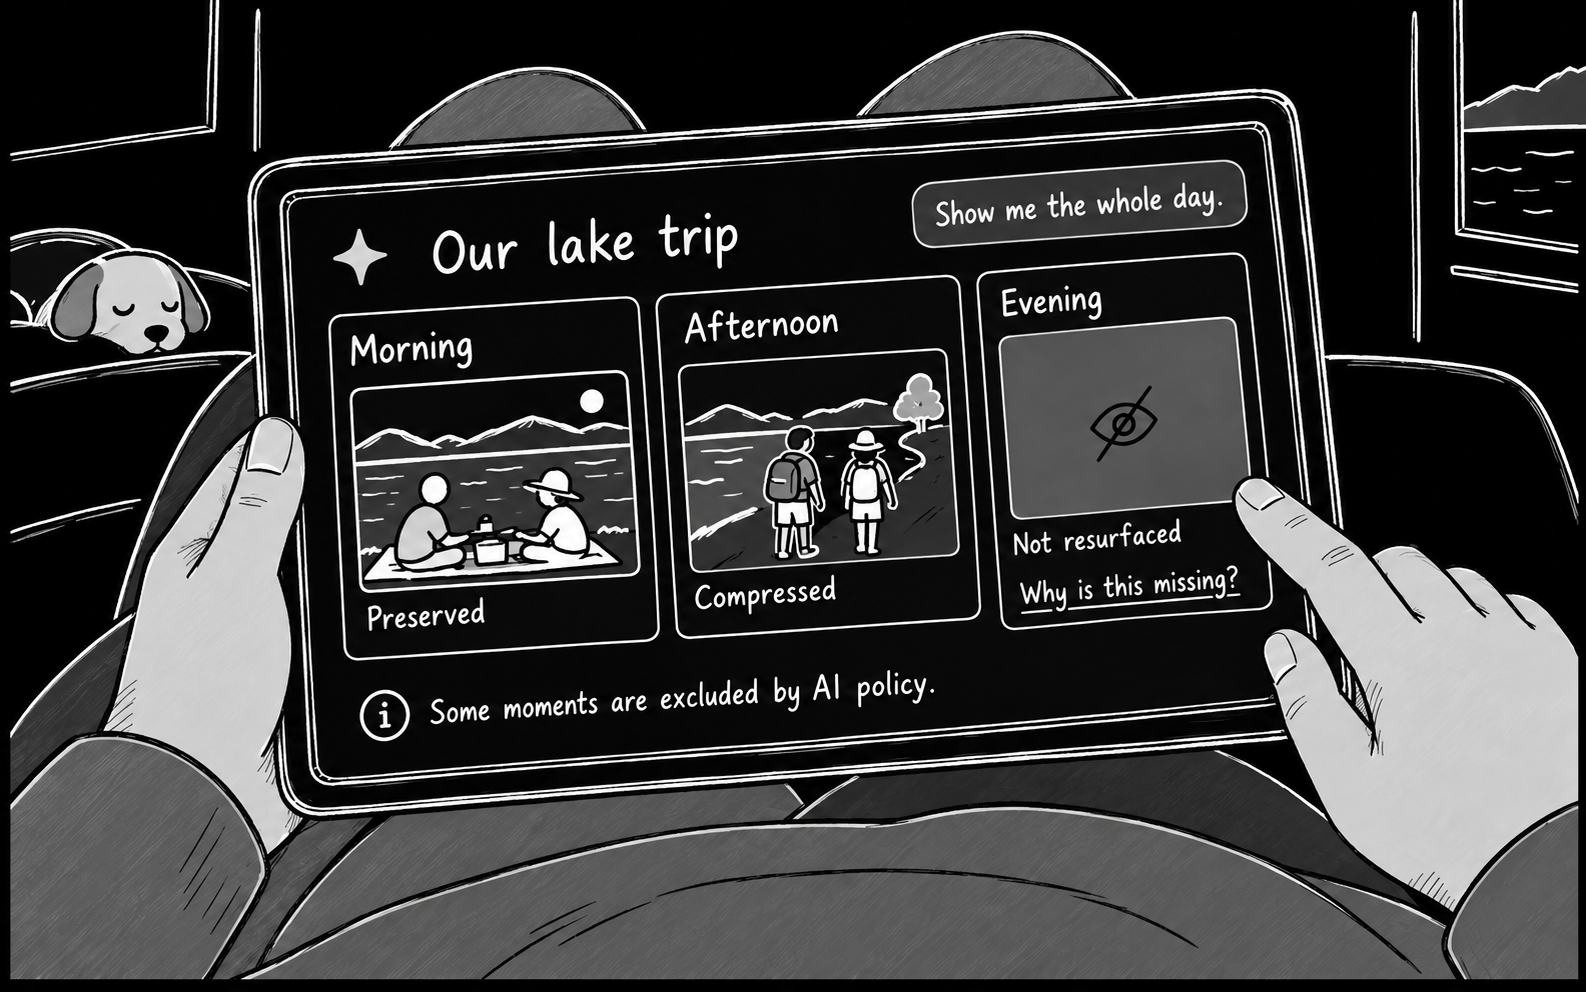 Our lake trip
Show me the whole day.
Morning
Preserved
Afternoon
Compressed
Evening
Not resurfaced
Why is this missing?
i
Some moments are excluded by AI policy.